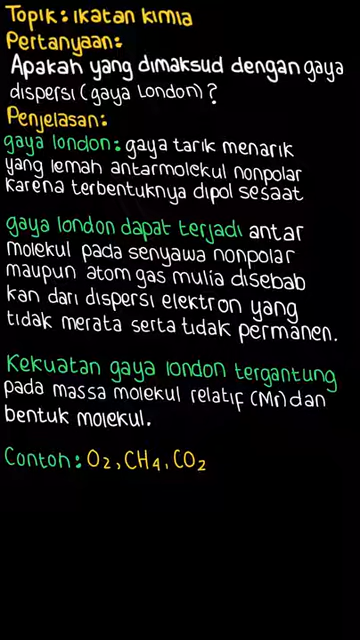 Topik: Ikatan kimia
Pertanyaan:
Apakah yang dimaksud dengan gaya
dispersi (gaya London)?
Penjelasan:
gaya london: gaya tarik menarik
yang lemah antarmolekul nonpolar
karena terbentuknya dipol sesaat
gaya london dapat terjadi antar
molekul pada senyawa nonpolar
maupun atom gas mulia disebab
kan dari dispersi elektron yang
tidak merata serta tidak permanen.
Kekuatan gaya london tergantung
pada massa molekul relatif (Mr) dan
bentuk molekul.
Contoh: O₂, CH₄, CO₂